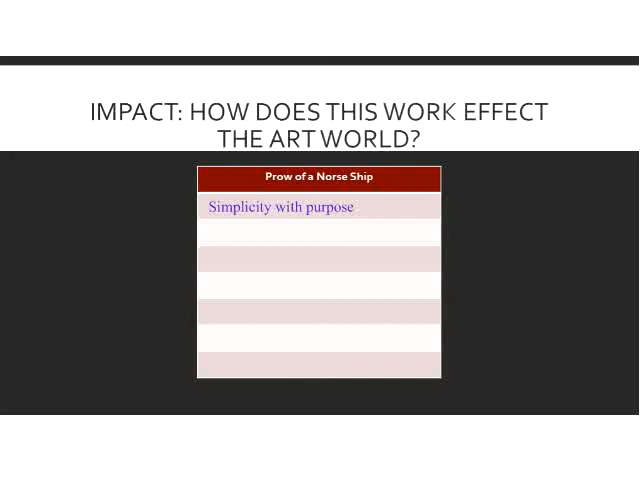 IMPACT: HOW DOES THIS WORK EFFECT
THE ART WORLD?
Prow of a Norse Ship
Simplicity with purpose